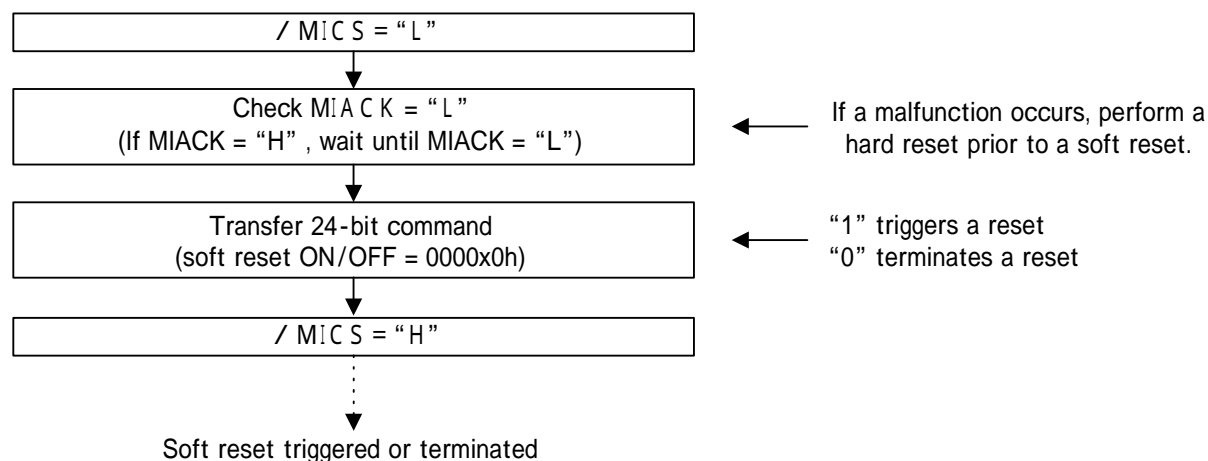 / MICS = “L”
Check MIACK = “L”
(If MIACK = “H” , wait until MIACK = “L”)
If a malfunction occurs, perform a
hard reset prior to a soft reset.
Transfer 24-bit command
(soft reset ON/OFF = 0000x0h)
“1” triggers a reset
“0” terminates a reset
/ MICS = “H”
Soft reset triggered or terminated